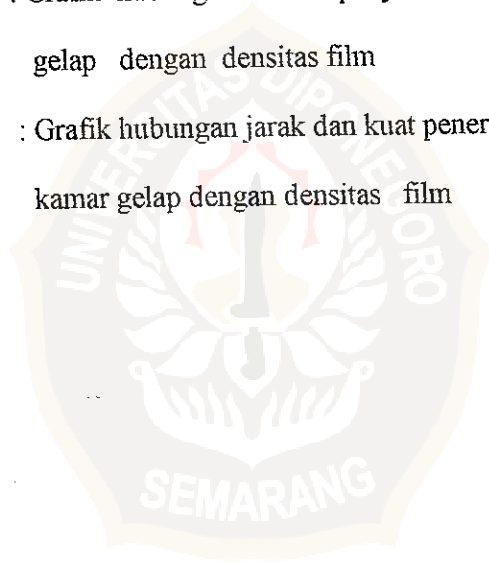 gelap dengan densitas film
: Grafik hubungan jarak dan kuat pener
kamar gelap dengan densitas film
UNIVERSITAS DIPONEGORO
SEMARANG